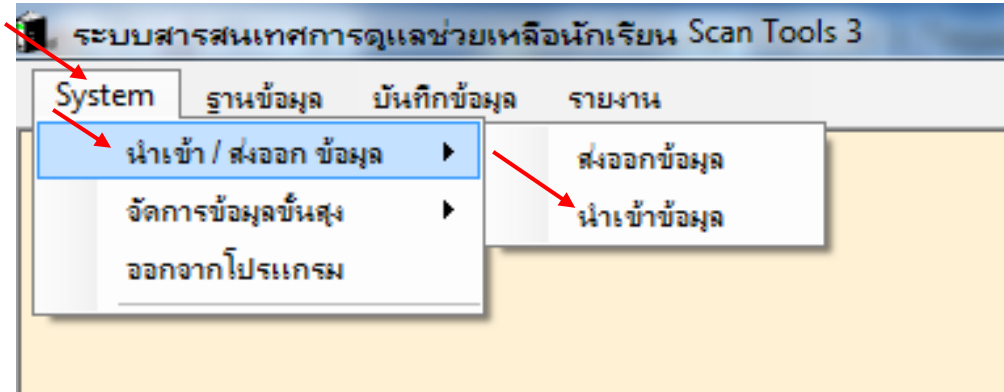 ระบบสารสนเทศการดูแลช่วยเหลือนักเรียน Scan Tools 3
System ฐานข้อมูล บันทึกข้อมูล รายงาน
นำเข้า / ส่งออก ข้อมูล ส่งออกข้อมูล
จัดการข้อมูลขั้นสุง นำเข้าข้อมูล
ออกจากโปรแกรม